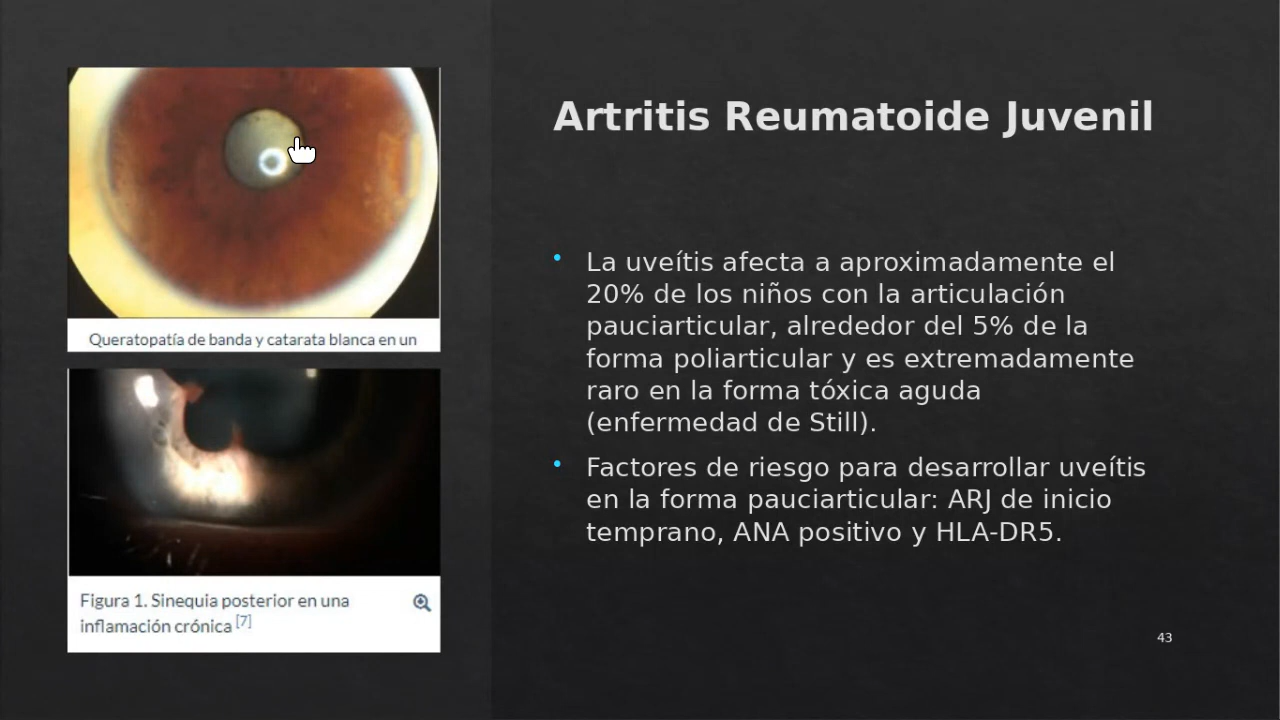 Queratopatía de banda y catarata blanca en un
Figura 1. Sinequia posterior en una
inflamación crónica [7]
Artritis Reumatoide Juvenil
La uveítis afecta a aproximadamente el
20% de los niños con la articulación
pauciarticular, alrededor del 5% de la
forma poliarticular y es extremadamente
raro en la forma tóxica aguda
(enfermedad de Still).
Factores de riesgo para desarrollar uveítis
en la forma pauciarticular: ARJ de inicio
temprano, ANA positivo y HLA-DR5.
43